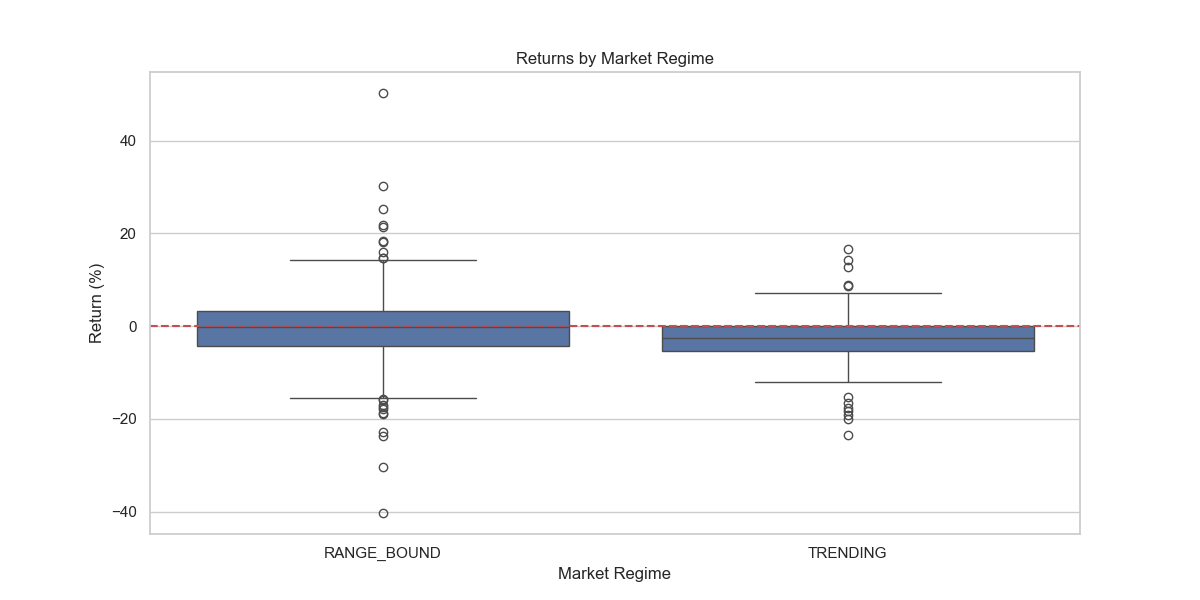 Returns by Market Regime
Return (%)
40
20
0
−20
−40
RANGE_BOUND
TRENDING
Market Regime